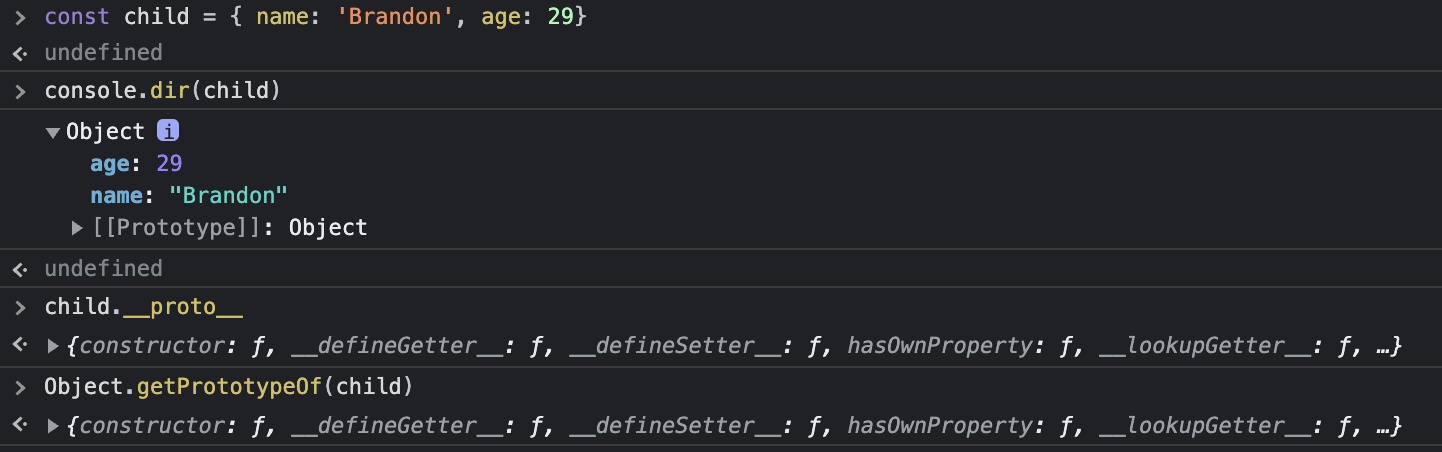 > const child = { name: 'Brandon', age: 29}
undefined
> console.dir(child)
▼Object i
age: 29
name: "Brandon"
▶[[Prototype]]: Object
undefined
> child.__proto__
▶{constructor: ƒ, __defineGetter__: ƒ, __defineSetter__: ƒ, hasOwnProperty: ƒ, __lookupGetter__: ƒ, …}
> Object.getPrototypeOf(child)
▶{constructor: ƒ, __defineGetter__: ƒ, __defineSetter__: ƒ, hasOwnProperty: ƒ, __lookupGetter__: ƒ, …}